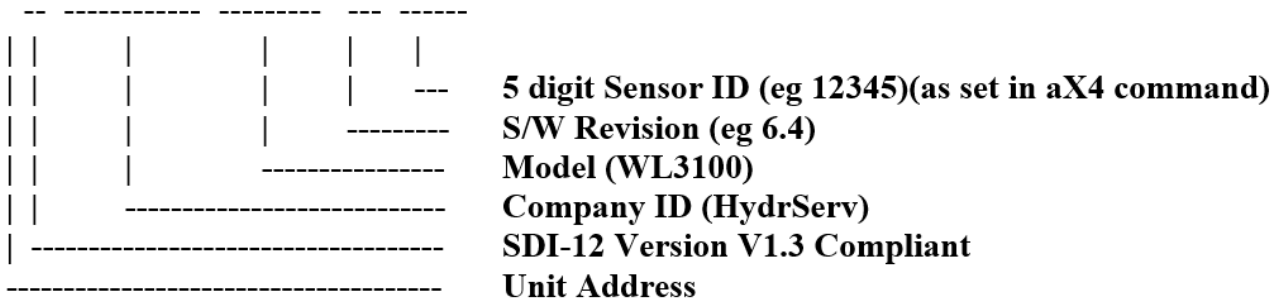 5 digit Sensor ID (eg 12345)(as set in aX4 command)
S/W Revision (eg 6.4)
Model (WL3100)
Company ID (HydrServ)
SDI-12 Version V1.3 Compliant
Unit Address